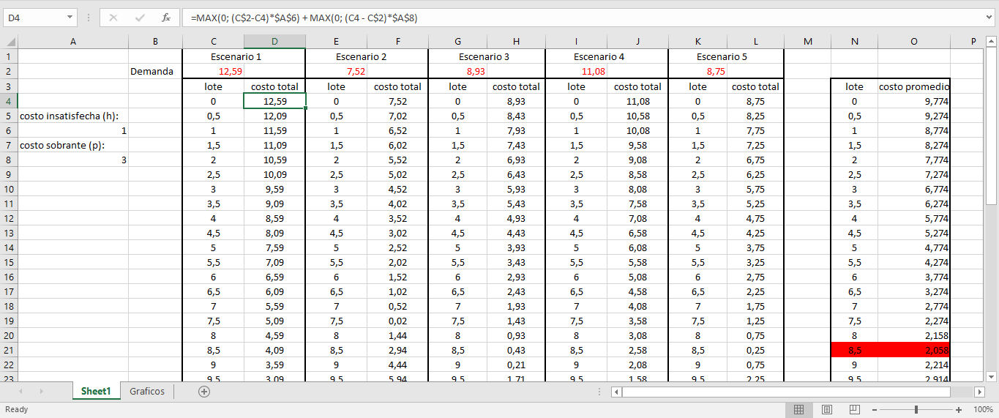 D4 fx =MAX(0; (C$2-C4)*$A$6) + MAX(0; (C4 - C$2)*$A$8)
A B C D E F G H I J K L M N O P
1 Escenario 1 Escenario 2 Escenario 3 Escenario 4 Escenario 5
2 Demanda 12,59 7,52 8,93 11,08 8,75
3 lote costo total lote costo total lote costo total lote costo total lote costo total lote costo promedio
4 0 12,59 0 7,52 0 8,93 0 11,08 0 8,75 0 9,774
5 costo insatisfecha (h): 0,5 12,09 0,5 7,02 0,5 8,43 0,5 10,58 0,5 8,25 0,5 9,274
6 1 1 11,59 1 6,52 1 7,93 1 10,08 1 7,75 1 8,774
7 costo sobrante (p): 1,5 11,09 1,5 6,02 1,5 7,43 1,5 9,58 1,5 7,25 1,5 8,274
8 3 2 10,59 2 5,52 2 6,93 2 9,08 2 6,75 2 7,774
9 2,5 10,09 2,5 5,02 2,5 6,43 2,5 8,58 2,5 6,25 2,5 7,274
10 3 9,59 3 4,52 3 5,93 3 8,08 3 5,75 3 6,774
11 3,5 9,09 3,5 4,02 3,5 5,43 3,5 7,58 3,5 5,25 3,5 6,274
12 4 8,59 4 3,52 4 4,93 4 7,08 4 4,75 4 5,774
13 4,5 8,09 4,5 3,02 4,5 4,43 4,5 6,58 4,5 4,25 4,5 5,274
14 5 7,59 5 2,52 5 3,93 5 6,08 5 3,75 5 4,774
15 5,5 7,09 5,5 2,02 5,5 3,43 5,5 5,58 5,5 3,25 5,5 4,274
16 6 6,59 6 1,52 6 2,93 6 5,08 6 2,75 6 3,774
17 6,5 6,09 6,5 1,02 6,5 2,43 6,5 4,58 6,5 2,25 6,5 3,274
18 7 5,59 7 0,52 7 1,93 7 4,08 7 1,75 7 2,774
19 7,5 5,09 7,5 0,02 7,5 1,43 7,5 3,58 7,5 1,25 7,5 2,274
20 8 4,59 8 1,44 8 0,93 8 3,08 8 0,75 8 2,158
21 8,5 4,09 8,5 2,94 8,5 0,43 8,5 2,58 8,5 0,25 8,5 2,058
22 9 3,59 9 4,44 9 0,21 9 2,08 9 0,75 9 2,214
23 9,5 3,09 9,5 5,94 9,5 1,71 9,5 1,58 9,5 2,25 9,5 2,914
Sheet1 Graficos
Ready 100%